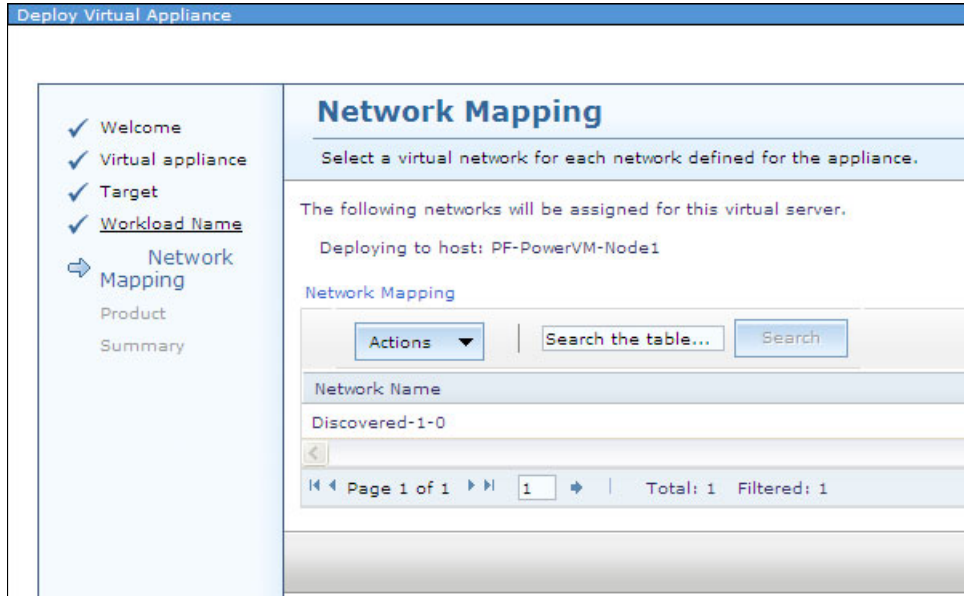 Deploy Virtual Appliance
Welcome
Virtual appliance
Target
Workload Name
Network
Mapping
Product
Summary
Network Mapping
Select a virtual network for each network defined for the appliance.
The following networks will be assigned for this virtual server.
Deploying to host: PF-PowerVM-Node1
Network Mapping
Actions Search the table... Search
Network Name
Discovered-1-0
Page 1 of 1 1 Total: 1 Filtered: 1